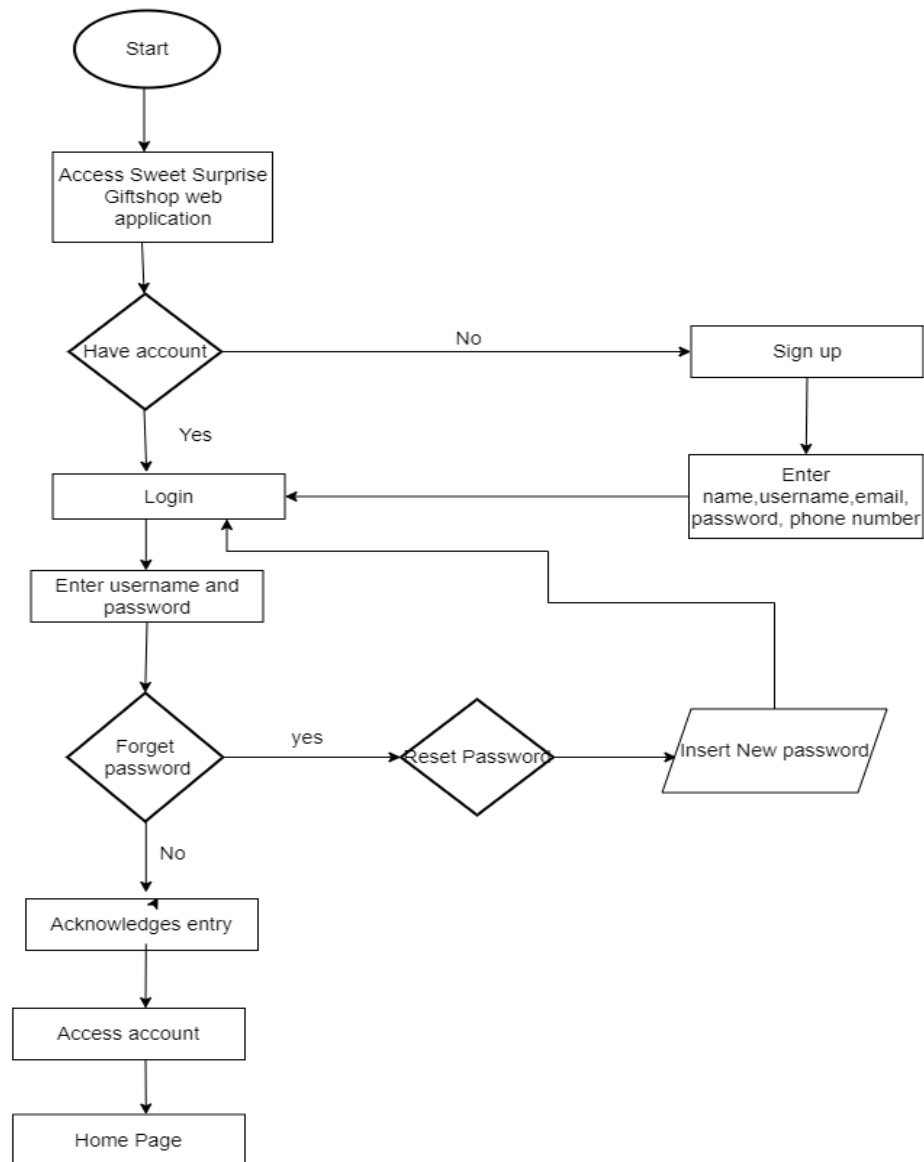 Start
Access Sweet Surprise
Giftshop web
application
Have account
No
Sign up
Yes
Enter
name,username,email,
password, phone number
Login
Enter username and
password
Forget
password
yes
Reset Password
Insert New password
No
Acknowledges entry
Access account
Home Page